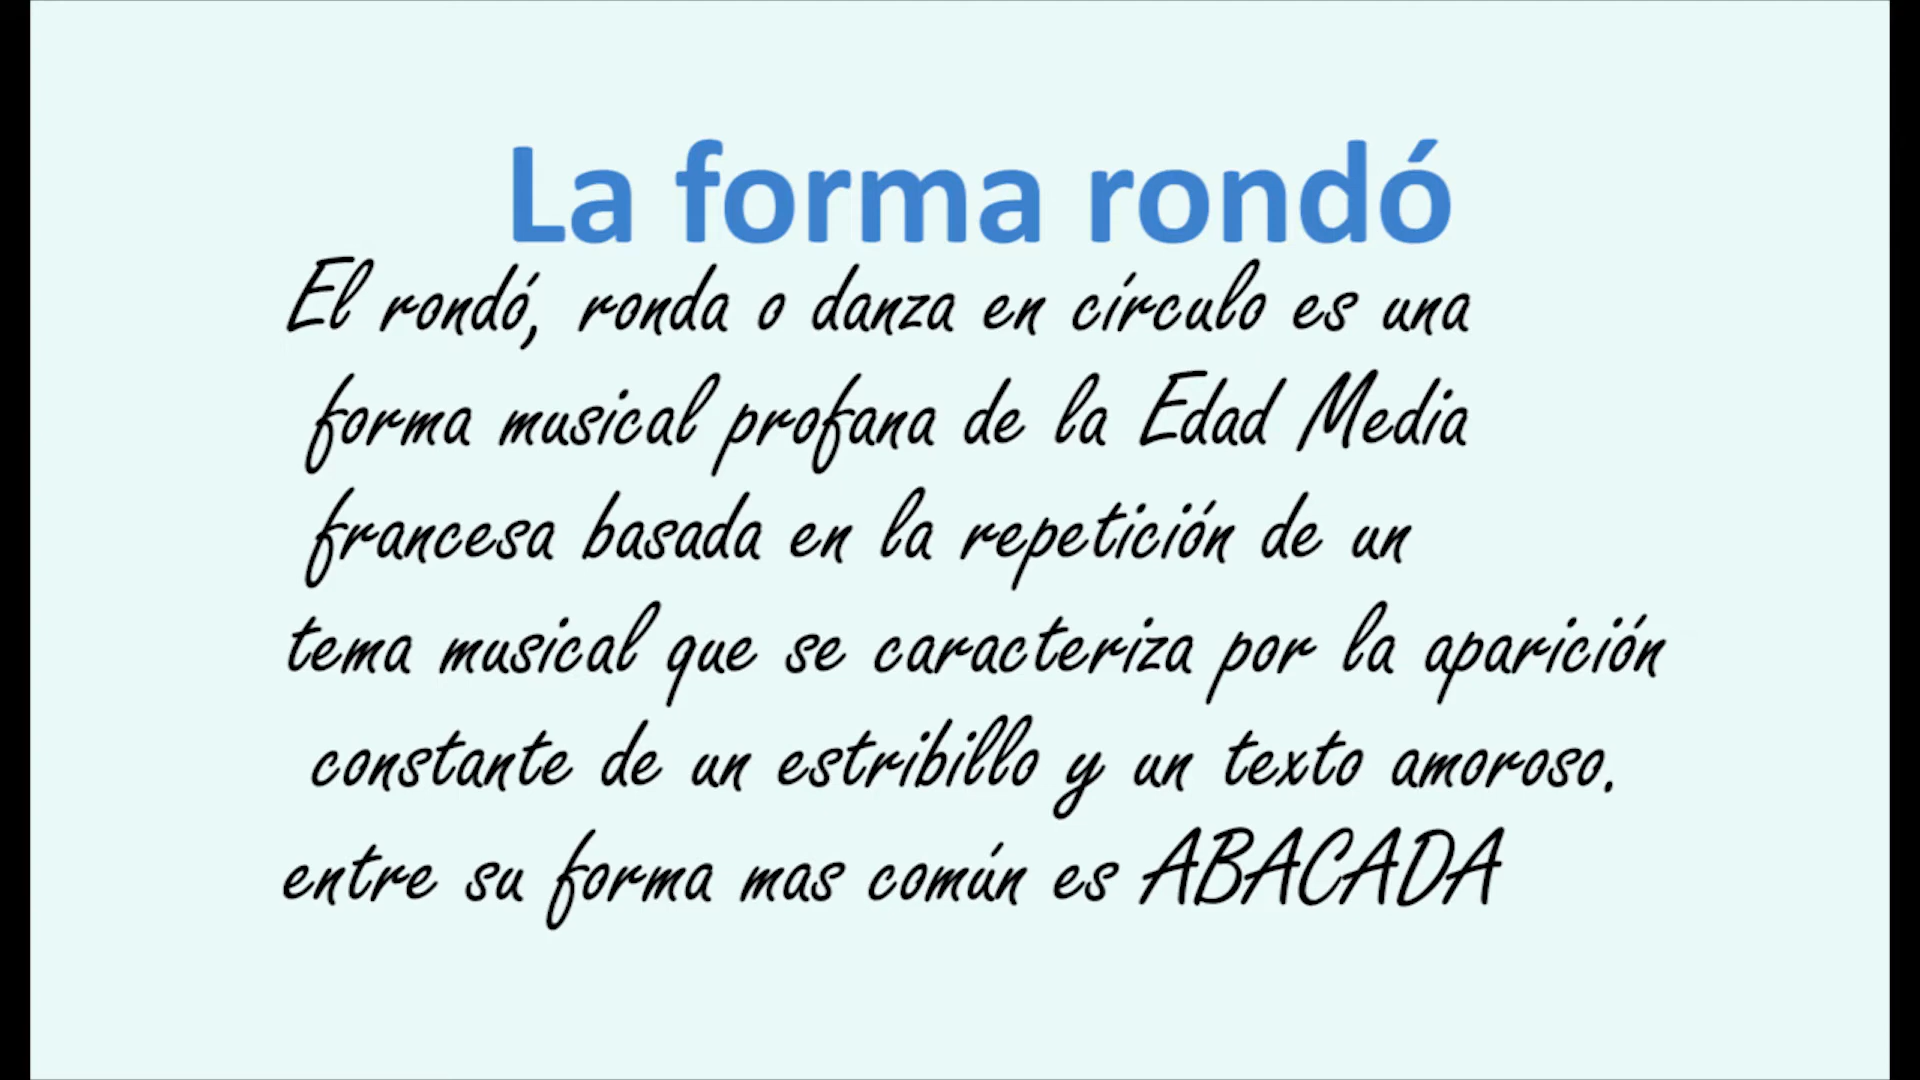 La forma rondó
El rondó, ronda o danza en círculo es una
forma musical profana de la Edad Media
francesa basada en la repetición de un
tema musical que se caracteriza por la aparición
constante de un estribillo y un texto amoroso.
entre su forma mas común es ABACADA